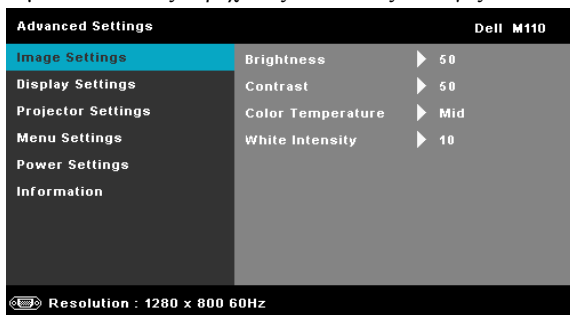 Advanced Settings Dell M110
Image Settings Brightness 50
Display Settings Contrast 50
Projector Settings Color Temperature Mid
Menu Settings White Intensity 10
Power Settings
Information
Resolution : 1280 x 800 60Hz